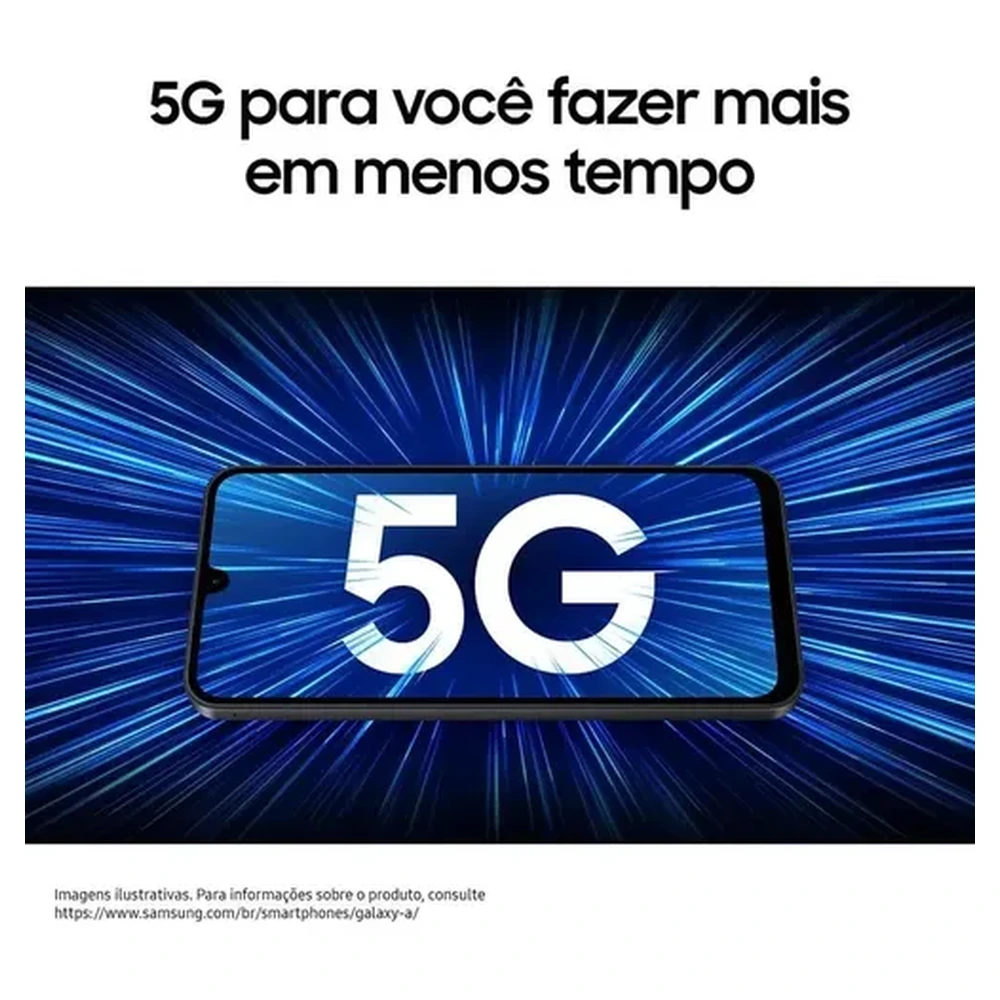 5G para você fazer mais
em menos tempo
5G
Imagens ilustrativas. Para informações sobre o produto, consulte
https://www.samsung.com/br/smartphones/galaxy-a/